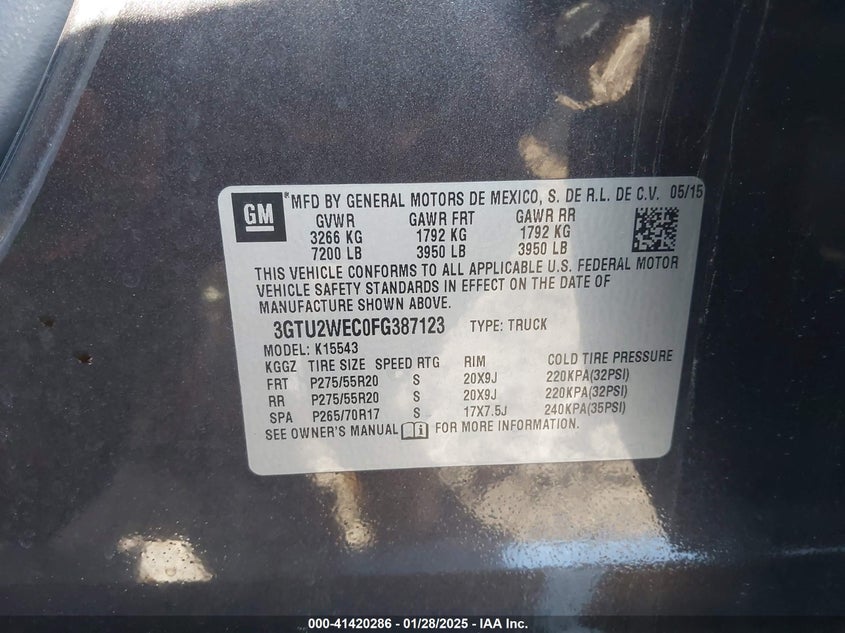 GM
*MFD BY GENERAL MOTORS DE MEXICO, S. DE R.L. DE C.V. 05/15
GVWR GAWR FRT GAWR RR
3266 KG 1792 KG 1792 KG
7200 LB 3950 LB 3950 LB
THIS VEHICLE CONFORMS TO ALL APPLICABLE U.S. FEDERAL MOTOR
VEHICLE SAFETY STANDARDS IN EFFECT ON THE DATE OF
MANUFACTURE SHOWN ABOVE.
3GTU2WEC0FG387123 TYPE: TRUCK
MODEL: K15543
KGGZ TIRE SIZE SPEED RTG RIM COLD TIRE PRESSURE
FRT P275/55R20 S 20X9J 220KPA(32PSI)
RR P275/55R20 S 20X9J 220KPA(32PSI)
SPA P265/70R17 S 17X7.5J 240KPA(35PSI)
SEE OWNER'S MANUAL i FOR MORE INFORMATION.
000-41420286 - 01/28/2025 - IAA Inc.